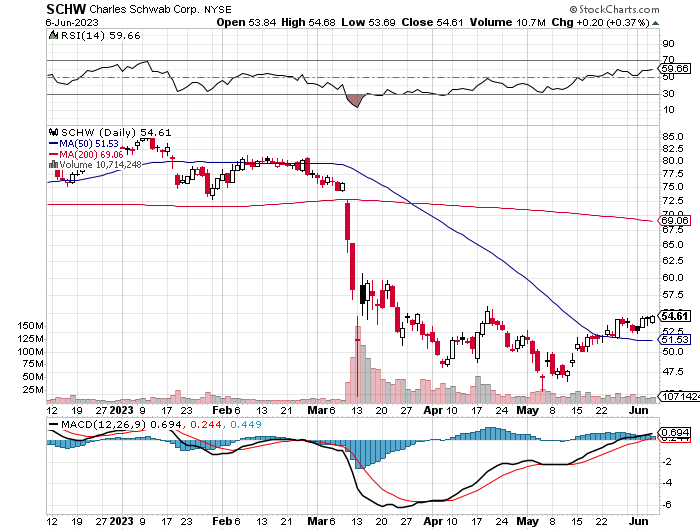 SCHW Charles Schwab Corp. NYSE
© StockCharts.com
6-Jun-2023
Open 53.84 High 54.68 Low 53.69 Close 54.61 Volume 10.7M Chg +0.20 (+0.37%)
RSI(14) 59.66
90
70
59.66
50
30
10
SCHW (Daily) 54.61
MA(50) 51.53
MA(200) 69.06
Volume 10,714,248
85.0
82.5
80.0
77.5
75.0
72.5
69.06
67.5
65.0
62.5
60.0
57.5
54.61
51.53
50.0
47.5
1071424
150M
125M
100M
75M
50M
25M
12 19 27 2023 9 17 23 Feb 6 13 21 Mar 6 13 20 27 Apr 10 17 24 May 8 15 22 Jun
MACD(12,26,9) 0.694, 0.244, 0.449
0.694
0.244
-2
-4
-6
12 19 27 2023 9 17 23 Feb 6 13 21 Mar 6 13 20 27 Apr 10 17 24 May 8 15 22 Jun